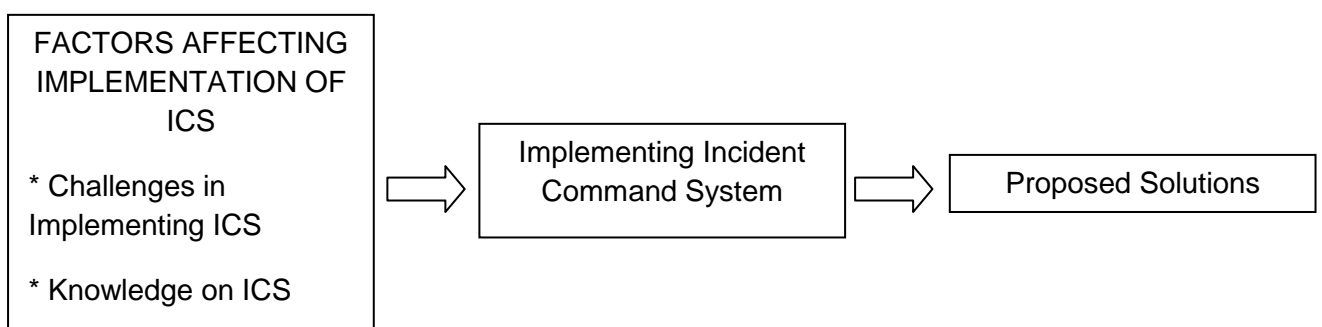 FACTORS AFFECTING
IMPLEMENTATION OF
ICS
* Challenges in
Implementing ICS
* Knowledge on ICS
Implementing Incident
Command System
Proposed Solutions